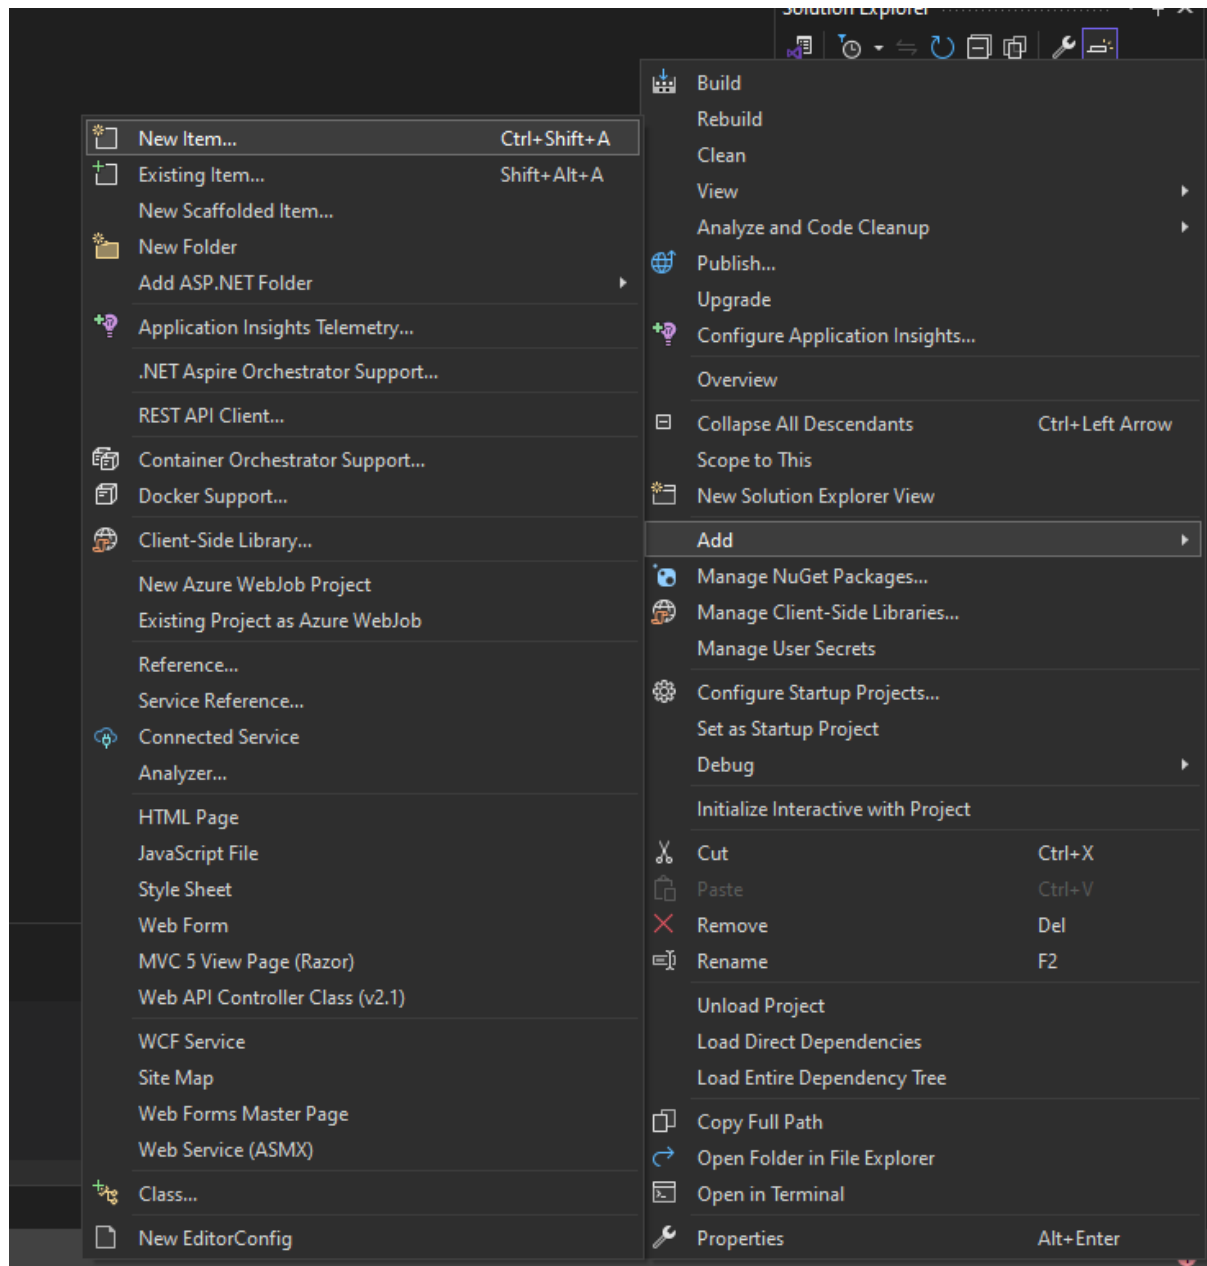 Solution Explorer
New Item... Ctrl+Shift+A
Existing Item... Shift+Alt+A
New Scaffolded Item...
New Folder
Add ASP.NET Folder
Application Insights Telemetry...
.NET Aspire Orchestrator Support...
REST API Client...
Container Orchestrator Support...
Docker Support...
Client-Side Library...
New Azure WebJob Project
Existing Project as Azure WebJob
Reference...
Service Reference...
Connected Service
Analyzer...
HTML Page
JavaScript File
Style Sheet
Web Form
MVC 5 View Page (Razor)
Web API Controller Class (v2.1)
WCF Service
Site Map
Web Forms Master Page
Web Service (ASMX)
Class...
New EditorConfig
Build
Rebuild
Clean
View
Analyze and Code Cleanup
Publish...
Upgrade
Configure Application Insights...
Overview
Collapse All Descendants Ctrl+Left Arrow
Scope to This
New Solution Explorer View
Add
Manage NuGet Packages...
Manage Client-Side Libraries...
Manage User Secrets
Configure Startup Projects...
Set as Startup Project
Debug
Initialize Interactive with Project
Cut Ctrl+X
Paste Ctrl+V
Remove Del
Rename F2
Unload Project
Load Direct Dependencies
Load Entire Dependency Tree
Copy Full Path
Open Folder in File Explorer
Open in Terminal
Properties Alt+Enter